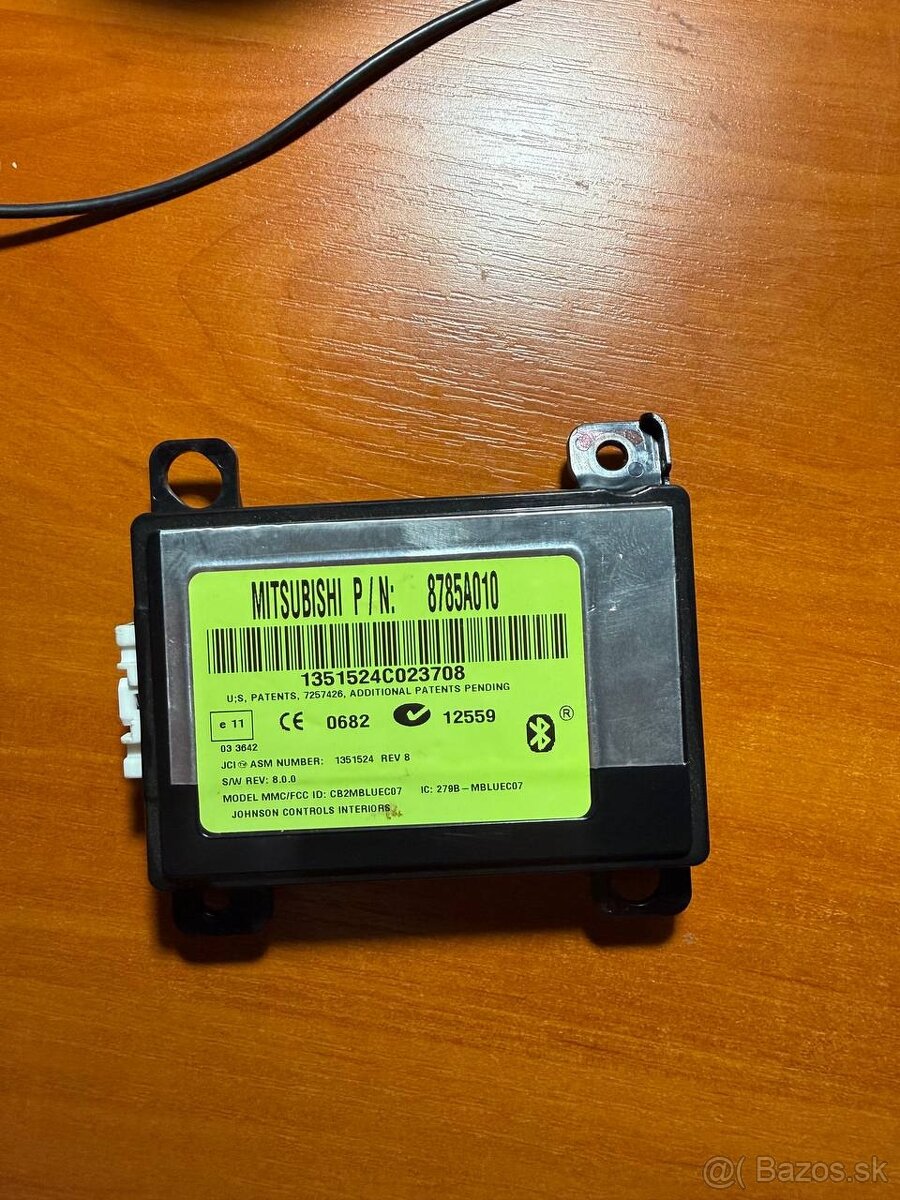 MITSUBISHI P/N: 8785A010
1351524C023708
U;S, PATENTS, 7257426, ADDITIONAL PATENTS PENDING
e 11 CE 0682 12559 ®
03 3642
JCI ASM NUMBER: 1351524 REV 8
S/W REV: 8.0.0
MODEL MMC/FCC ID: CB2MBLUEC07 IC: 279B-MBLUEC07
JOHNSON CONTROLS INTERIORS
@( Bazos.sk